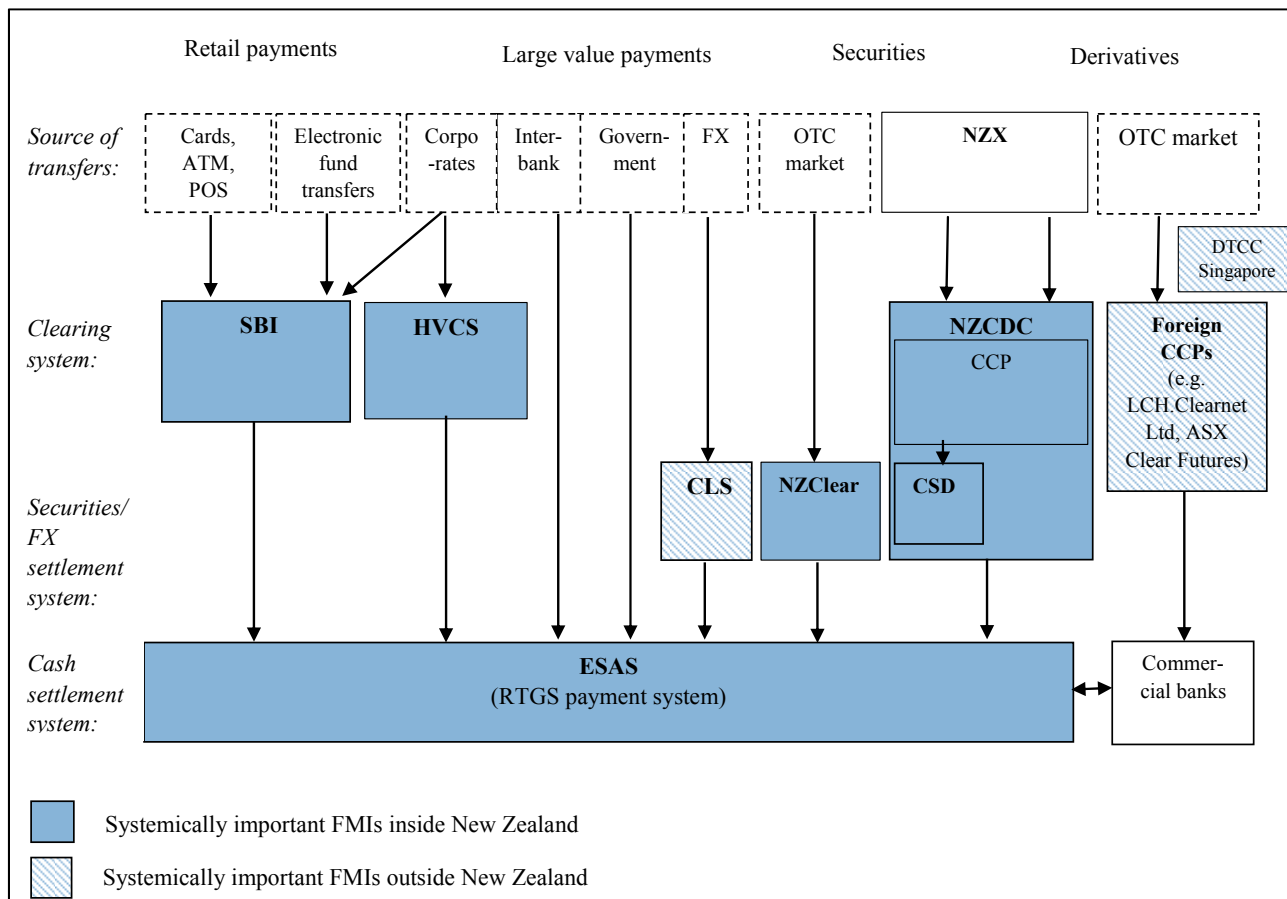 Retail payments
Large value payments
Securities
Derivatives
Source of
transfers:
Cards,
ATM,
POS
Electronic
fund
transfers
Corpo
-rates
Inter-
bank
Govern-
ment
FX
OTC
market
NZX
OTC market
DTCC
Singapore
Clearing
system:
SBI
HVCS
NZCDC
CCP
Foreign
CCPs
(e.g.
LCH.Clearnet
Ltd, ASX
Clear Futures)
Securities/
FX
settlement
system:
CLS
NZClear
CSD
Cash
settlement
system:
ESAS
(RTGS payment system)
Commer-
cial banks
Systemically important FMIs inside New Zealand
Systemically important FMIs outside New Zealand